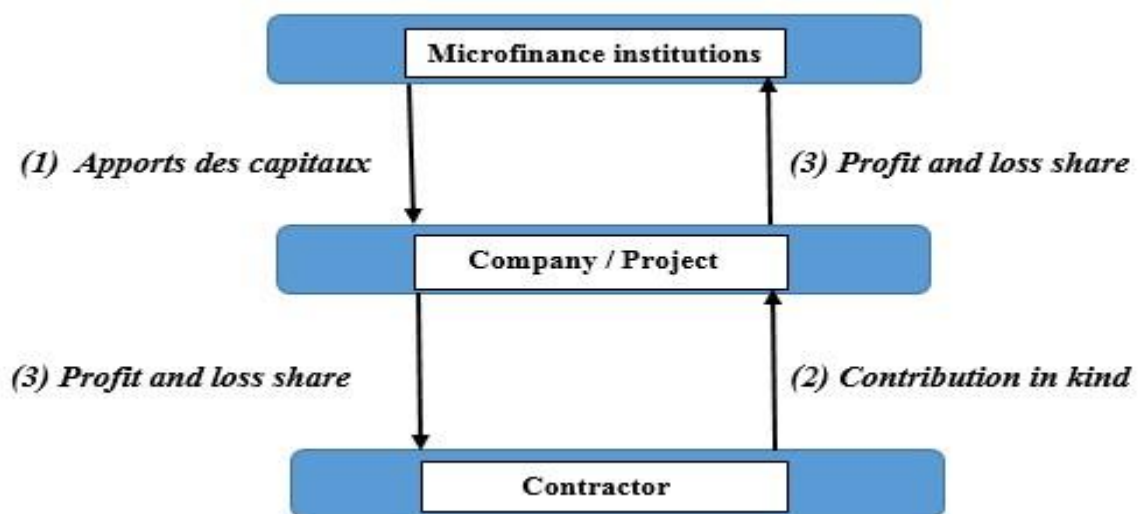 Microfinance institutions
(1) Apports des capitaux
(3) Profit and loss share
Company / Project
(3) Profit and loss share
(2) Contribution in kind
Contractor